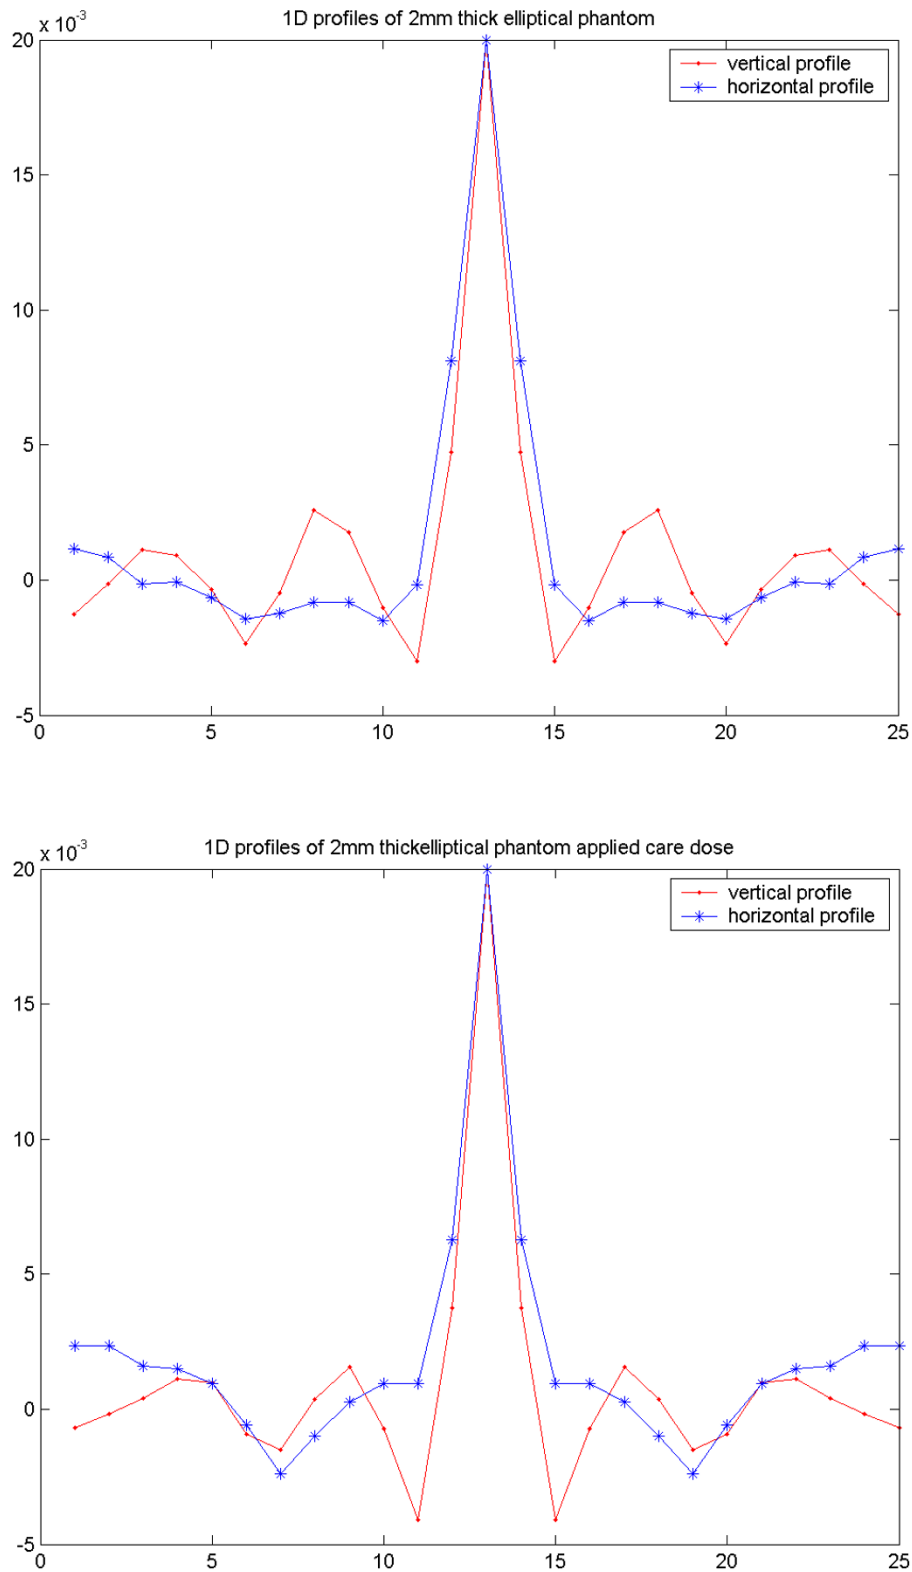 x 10-3
1D profiles of 2mm thick elliptical phantom
20
vertical profile
horizontal profile
15
10
5
0
-5
0 5 10 15 20 25
x 10-3
1D profiles of 2mm thickelliptical phantom applied care dose
20
vertical profile
horizontal profile
15
10
5
0
-5
0 5 10 15 20 25